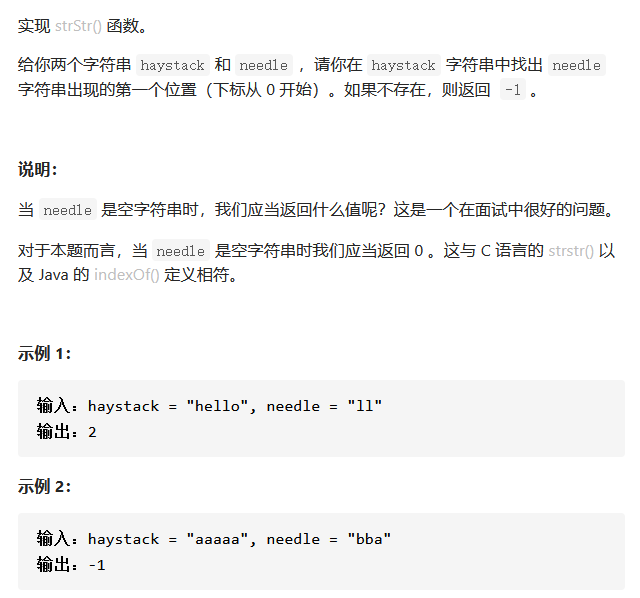 实现 strStr() 函数。
给你两个字符串 haystack 和 needle ，请你在 haystack 字符串中找出 needle
字符串出现的第一个位置（下标从 0 开始）。如果不存在，则返回 -1 。
说明：
当 needle 是空字符串时，我们应当返回什么值呢？这是一个在面试中很好的问题。
对于本题而言，当 needle 是空字符串时我们应当返回 0 。这与 C 语言的 strstr() 以
及 Java 的 indexOf() 定义相符。
示例 1：
输入：haystack = "hello", needle = "ll"
输出：2
示例 2：
输入：haystack = "aaaaa", needle = "bba"
输出：-1